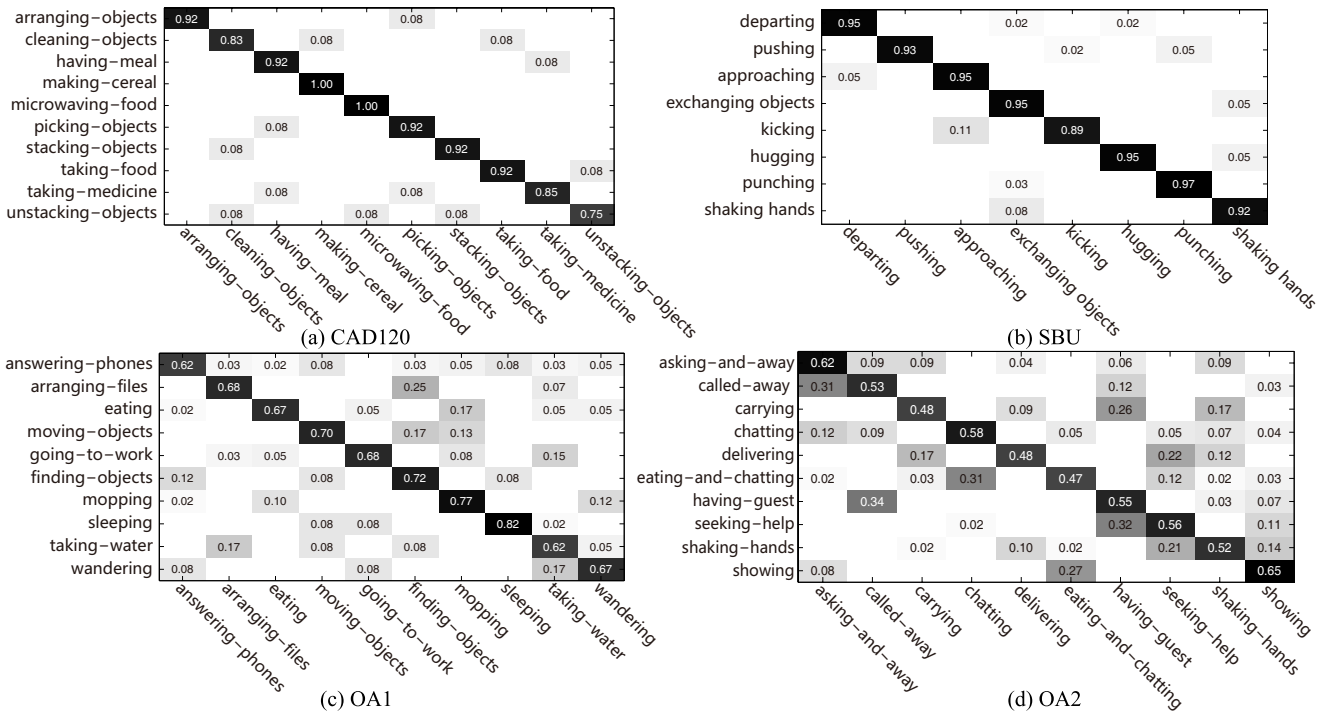 arranging-objects 0.92 0.08
cleaning-objects 0.83 0.08 0.08
having-meal 0.92 0.08
making-cereal 1.00
microwaving-food 1.00
picking-objects 0.08 0.92
stacking-objects 0.08 0.92
taking-food 0.92 0.08
taking-medicine 0.08 0.08 0.85
unstacking-objects 0.08 0.08 0.08 0.75
arranging-objects
cleaning-objects
having-meal
making-cereal
microwaving-food
picking-objects
stacking-objects
taking-food
taking-medicine
unstacking-objects
(a) CAD120
departing 0.95 0.02 0.02
pushing 0.93 0.02 0.05
approaching 0.05 0.95
exchanging objects 0.95 0.05
kicking 0.11 0.89
hugging 0.95 0.05
punching 0.03 0.97
shaking hands 0.08 0.92
departing
pushing
approaching
exchanging objects
kicking
hugging
punching
shaking hands
(b) SBU
answering-phones 0.62 0.03 0.02 0.08 0.03 0.05 0.08 0.03 0.05
arranging-files 0.68 0.25 0.07
eating 0.02 0.67 0.05 0.17 0.05 0.05
moving-objects 0.70 0.17 0.13
going-to-work 0.03 0.05 0.68 0.08 0.15
finding-objects 0.12 0.08 0.72 0.08
mopping 0.02 0.10 0.77 0.12
sleeping 0.08 0.08 0.82 0.02
taking-water 0.17 0.08 0.08 0.62 0.05
wandering 0.08 0.08 0.17 0.67
answering-phones
arranging-files
eating
moving-objects
going-to-work
finding-objects
mopping
sleeping
taking-water
wandering
(c) OA1
asking-and-away 0.62 0.09 0.09 0.04 0.06 0.09
called-away 0.31 0.53 0.12 0.03
carrying 0.48 0.09 0.26 0.17
chatting 0.12 0.09 0.58 0.05 0.05 0.07 0.04
delivering 0.17 0.48 0.22 0.12
eating-and-chatting 0.02 0.03 0.31 0.47 0.12 0.02 0.03
having-guest 0.34 0.55 0.03 0.07
seeking-help 0.02 0.32 0.56 0.11
shaking-hands 0.02 0.10 0.02 0.21 0.52 0.14
showing 0.08 0.27 0.65
asking-and-away
called-away
carrying
chatting
delivering
eating-and-chatting
having-guest
seeking-help
shaking-hands
showing
(d) OA2